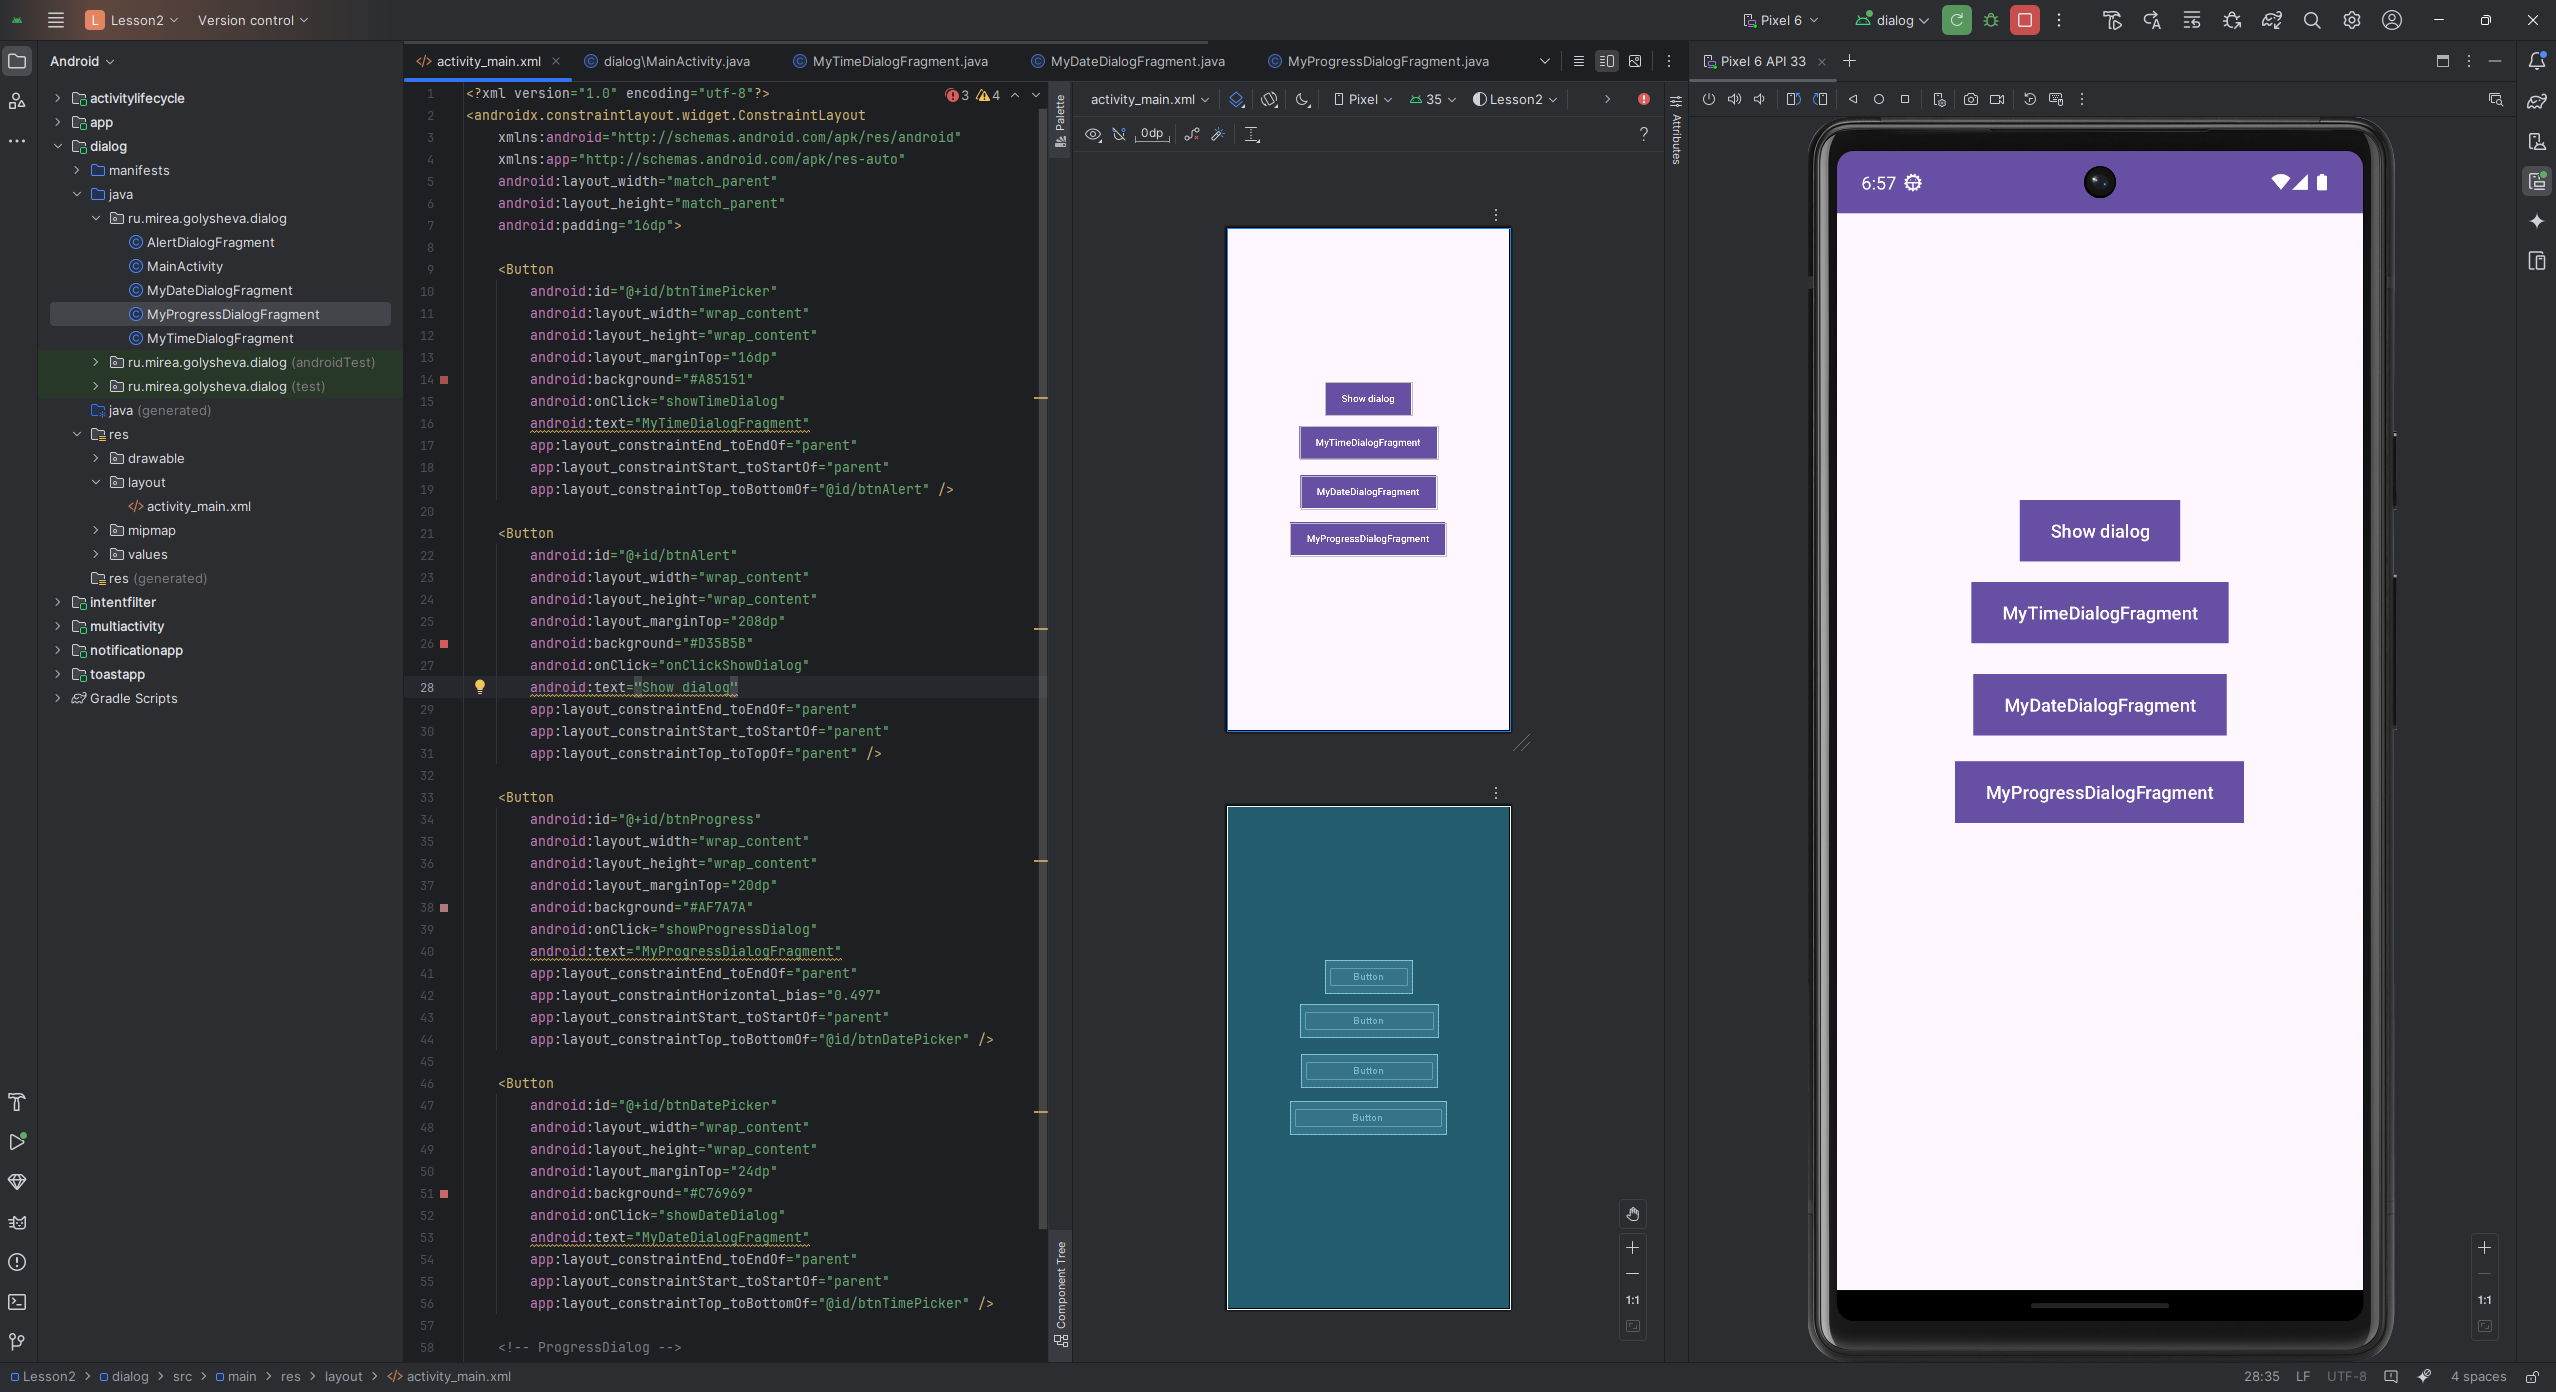 L Lesson2 Version control Pixel 6 dialog
Android
activitylifecycle
app
dialog
manifests
java
ru.mirea.golysheva.dialog
AlertDialogFragment
MainActivity
MyDateDialogFragment
MyProgressDialogFragment
MyTimeDialogFragment
ru.mirea.golysheva.dialog (androidTest)
ru.mirea.golysheva.dialog (test)
java (generated)
res
drawable
layout
activity_main.xml
mipmap
values
res (generated)
intentfilter
multiactivity
notificationapp
toastapp
Gradle Scripts
activity_main.xml dialog\MainActivity.java MyTimeDialogFragment.java MyDateDialogFragment.java MyProgressDialogFragment.java
3 4
1 <?xml version="1.0" encoding="utf-8"?>
2 <androidx.constraintlayout.widget.ConstraintLayout
3 xmlns:android="http://schemas.android.com/apk/res/android"
4 xmlns:app="http://schemas.android.com/apk/res-auto"
5 android:layout_width="match_parent"
6 android:layout_height="match_parent"
7 android:padding="16dp">
8
9 <Button
10 android:id="@+id/btnTimePicker"
11 android:layout_width="wrap_content"
12 android:layout_height="wrap_content"
13 android:layout_marginTop="16dp"
14 android:background="#A85151"
15 android:onClick="showTimeDialog"
16 android:text="MyTimeDialogFragment"
17 app:layout_constraintEnd_toEndOf="parent"
18 app:layout_constraintStart_toStartOf="parent"
19 app:layout_constraintTop_toBottomOf="@id/btnAlert" />
20
21 <Button
22 android:id="@+id/btnAlert"
23 android:layout_width="wrap_content"
24 android:layout_height="wrap_content"
25 android:layout_marginTop="208dp"
26 android:background="#D35B5B"
27 android:onClick="onClickShowDialog"
28 android:text="Show dialog"
29 app:layout_constraintEnd_toEndOf="parent"
30 app:layout_constraintStart_toStartOf="parent"
31 app:layout_constraintTop_toTopOf="parent" />
32
33 <Button
34 android:id="@+id/btnProgress"
35 android:layout_width="wrap_content"
36 android:layout_height="wrap_content"
37 android:layout_marginTop="20dp"
38 android:background="#AF7A7A"
39 android:onClick="showProgressDialog"
40 android:text="MyProgressDialogFragment"
41 app:layout_constraintEnd_toEndOf="parent"
42 app:layout_constraintHorizontal_bias="0.497"
43 app:layout_constraintStart_toStartOf="parent"
44 app:layout_constraintTop_toBottomOf="@id/btnDatePicker" />
45
46 <Button
47 android:id="@+id/btnDatePicker"
48 android:layout_width="wrap_content"
49 android:layout_height="wrap_content"
50 android:layout_marginTop="24dp"
51 android:background="#C76969"
52 android:onClick="showDateDialog"
53 android:text="MyDateDialogFragment"
54 app:layout_constraintEnd_toEndOf="parent"
55 app:layout_constraintStart_toStartOf="parent"
56 app:layout_constraintTop_toBottomOf="@id/btnTimePicker" />
57
58 <!-- ProgressDialog -->
Palette
Component Tree
activity_main.xml Pixel 35 Lesson2
0dp ?
Attributes
Show dialog
MyTimeDialogFragment
MyDateDialogFragment
MyProgressDialogFragment
Button
Button
Button
Button
1:1
Pixel 6 API 33
6:57
Show dialog
MyTimeDialogFragment
MyDateDialogFragment
MyProgressDialogFragment
1:1
Lesson2 > dialog > src > main > res > layout > activity_main.xml
28:35 LF UTF-8 4 spaces